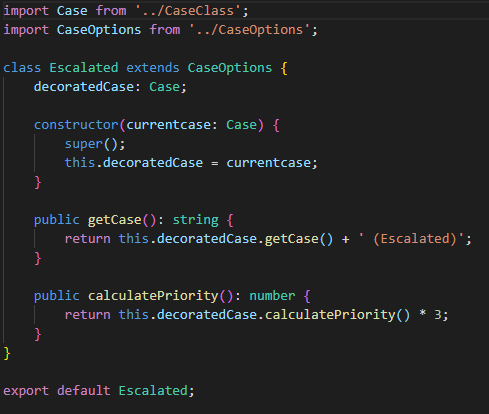 import Case from '../CaseClass';
import CaseOptions from '../CaseOptions';
class Escalated extends CaseOptions {
decoratedCase: Case;
constructor(currentcase: Case) {
super();
this.decoratedCase = currentcase;
}
public getCase(): string {
return this.decoratedCase.getCase() + ' (Escalated)';
}
public calculatePriority(): number {
return this.decoratedCase.calculatePriority() * 3;
}
}
export default Escalated;